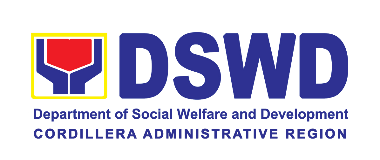 DSWD
Department of Social Welfare and Development
CORDILLERA ADMINISTRATIVE REGION